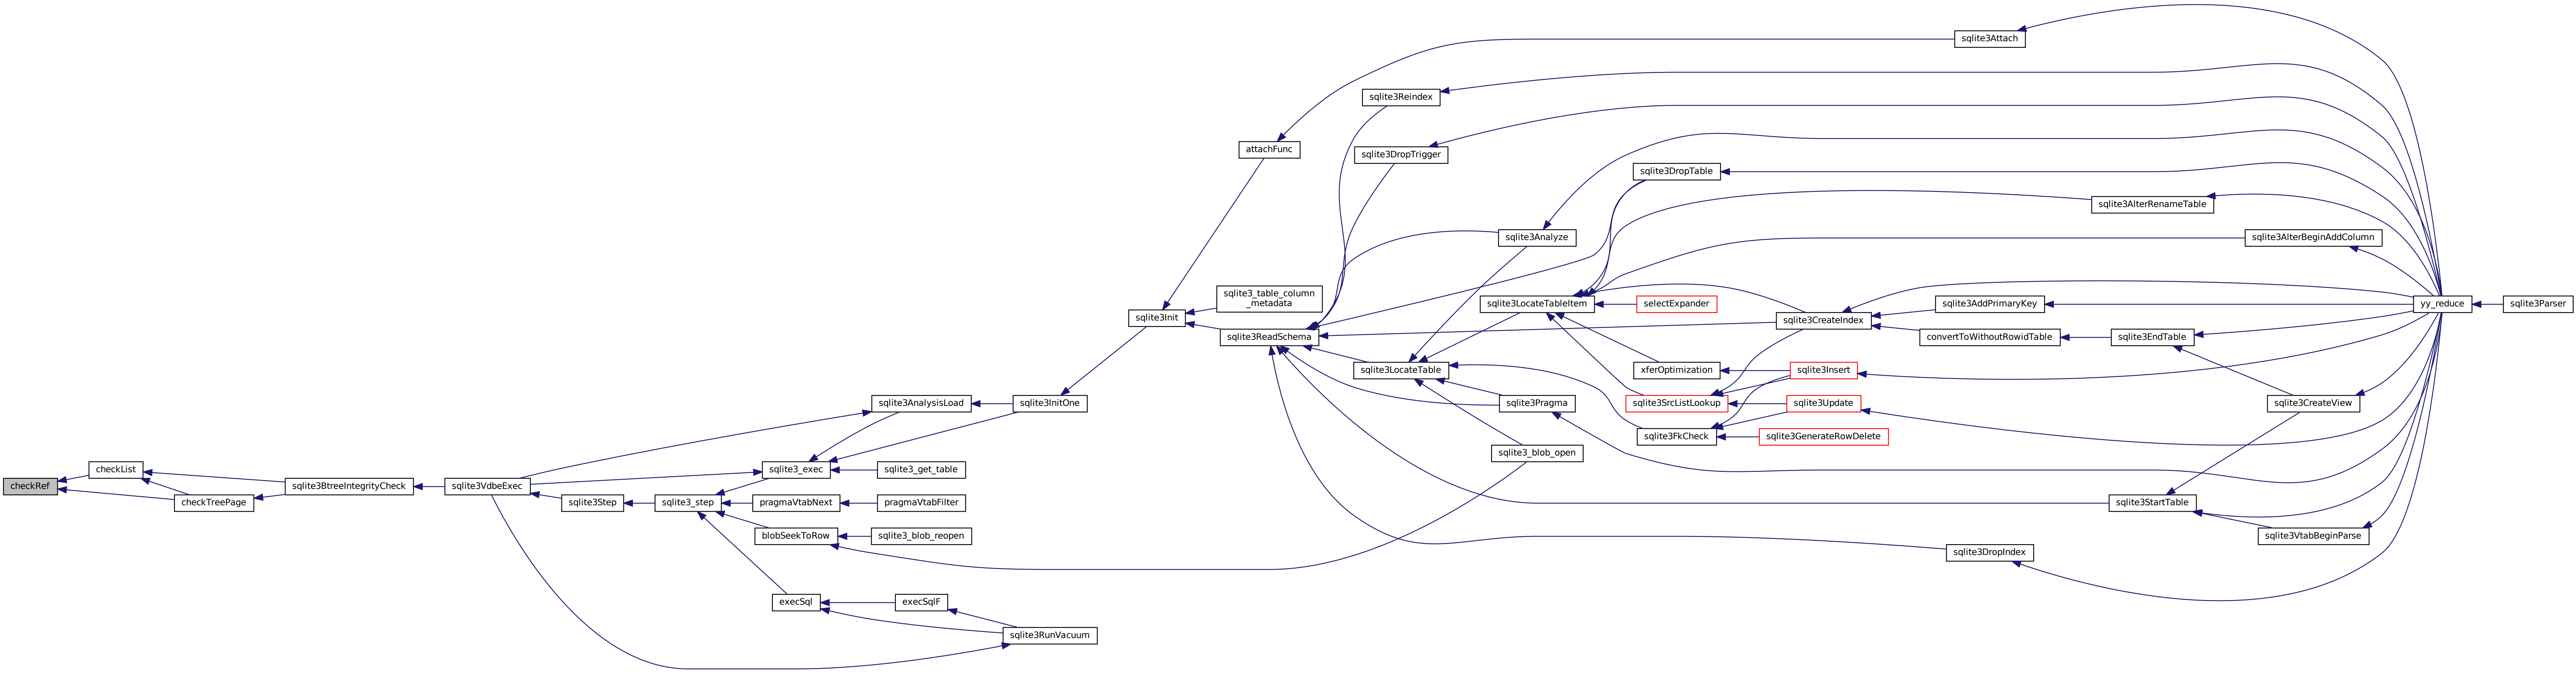 checkRef
checkList
checkTreePage
sqlite3BtreeIntegrityCheck
sqlite3VdbeExec
sqlite3Step
sqlite3_step
sqlite3_exec
pragmaVtabNext
blobSeekToRow
execSql
sqlite3AnalysisLoad
sqlite3_get_table
pragmaVtabFilter
sqlite3_blob_reopen
execSqlF
sqlite3InitOne
sqlite3RunVacuum
sqlite3Init
attachFunc
sqlite3_table_column
_metadata
sqlite3ReadSchema
sqlite3Reindex
sqlite3DropTrigger
sqlite3LocateTable
sqlite3Analyze
sqlite3LocateTableItem
sqlite3Pragma
sqlite3_blob_open
sqlite3DropTable
selectExpander
xferOptimization
sqlite3SrcListLookup
sqlite3FkCheck
sqlite3CreateIndex
sqlite3Insert
sqlite3Update
sqlite3GenerateRowDelete
sqlite3Attach
sqlite3AddPrimaryKey
convertToWithoutRowidTable
sqlite3DropIndex
sqlite3AlterRenameTable
sqlite3EndTable
sqlite3StartTable
sqlite3AlterBeginAddColumn
sqlite3CreateView
sqlite3VtabBeginParse
yy_reduce
sqlite3Parser